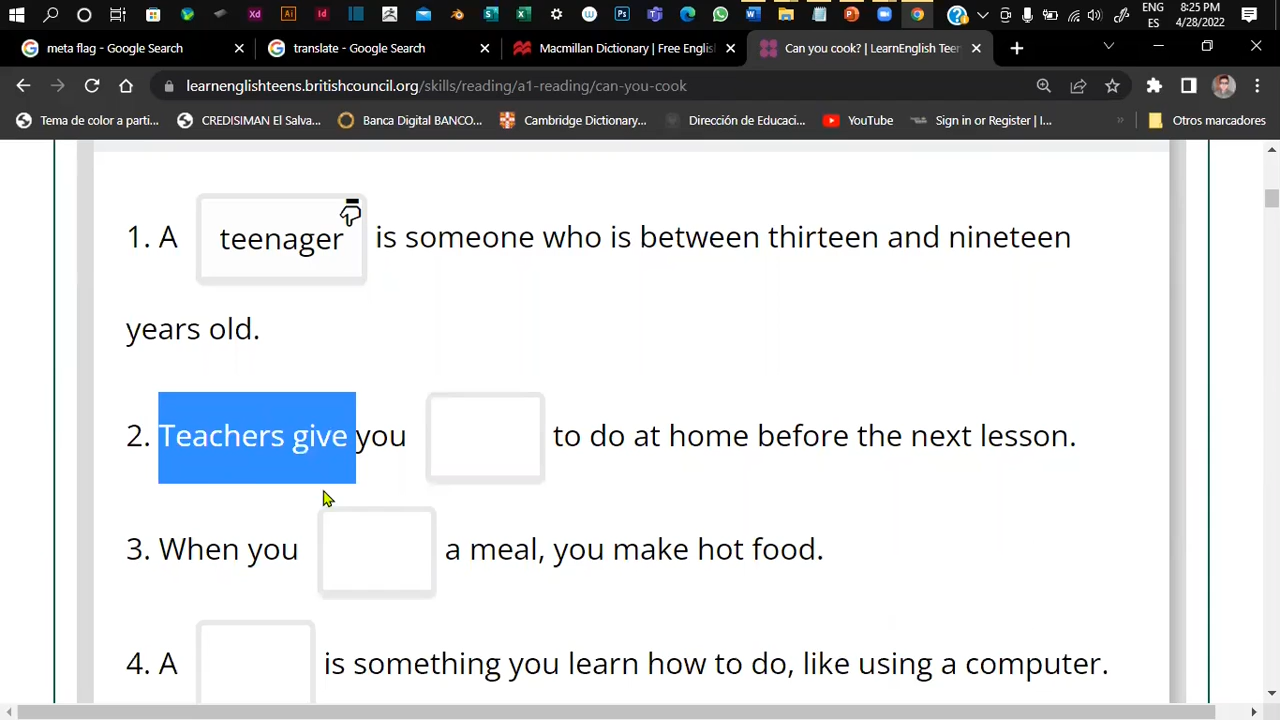 ENG 8:25 PM
ES 4/28/2022
meta flag - Google Search
translate - Google Search
Macmillan Dictionary | Free Englis
Can you cook? | LearnEnglish Teen
learnenglishteens.britishcouncil.org/skills/reading/a1-reading/can-you-cook
Tema de color a parti...
CREDISIMAN El Salva...
Banca Digital BANCO...
Cambridge Dictionary...
Dirección de Educaci...
YouTube
Sign in or Register | I...
Otros marcadores
1. A teenager is someone who is between thirteen and nineteen
years old.
2. Teachers give you to do at home before the next lesson.
3. When you a meal, you make hot food.
4. A is something you learn how to do, like using a computer.